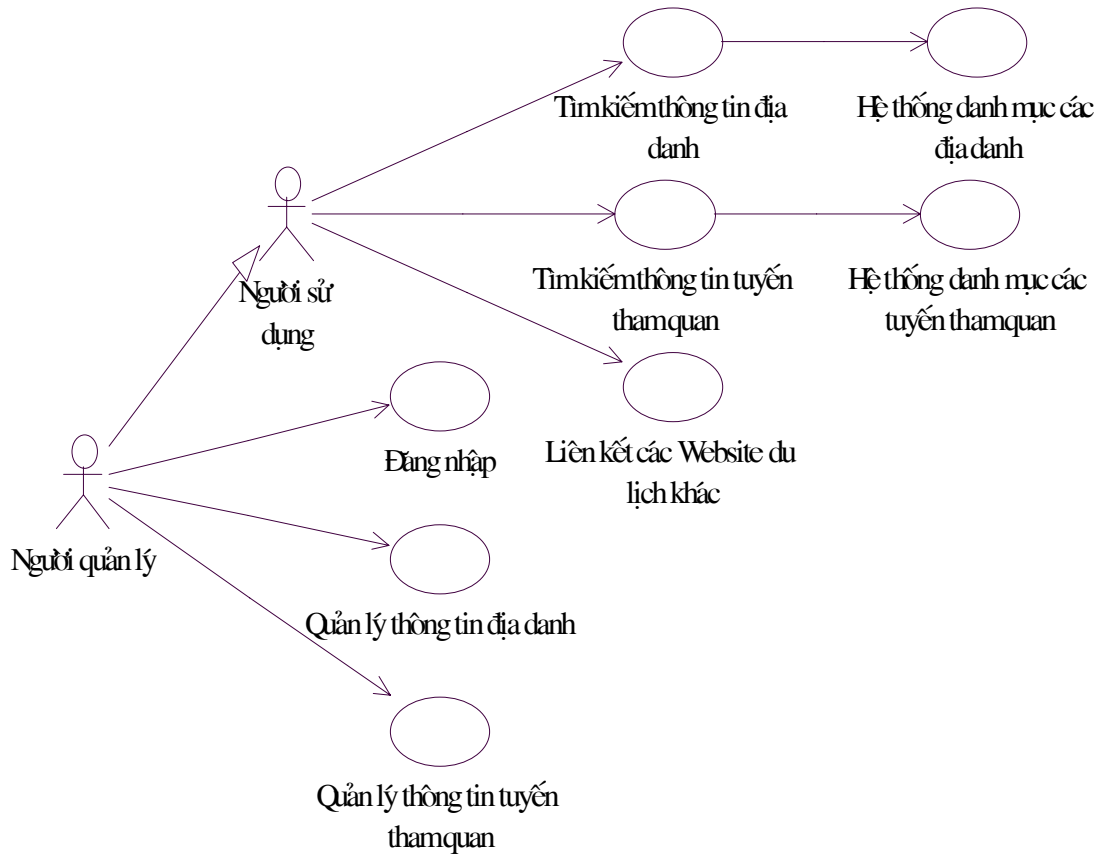 Tìm kiếm thông tin địa
danh
Hệ thống danh mục các
địa danh
Người sử
dụng
Tìm kiếm thông tin tuyến
tham quan
Hệ thống danh mục các
tuyến tham quan
Đăng nhập
Liên kết các Website du
lịch khác
Người quản lý
Quản lý thông tin địa danh
Quản lý thông tin tuyến
tham quan